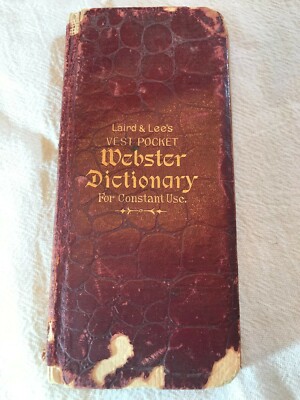 Laird & Lee's
VEST POCKET
Webster
Dictionary
For Constant Use.